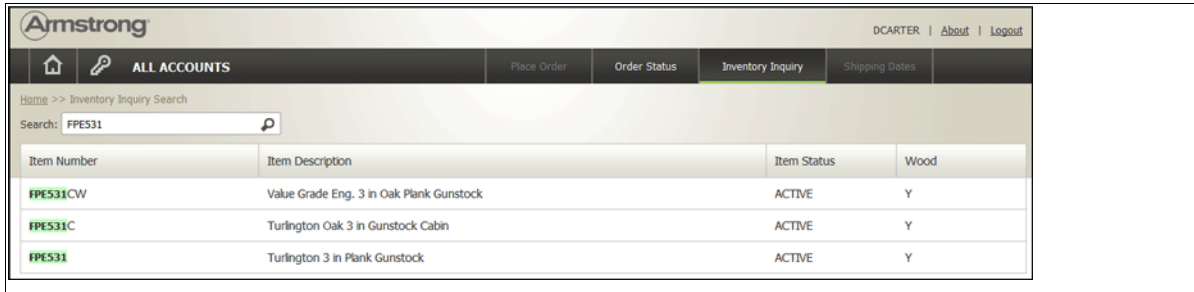 Armstrong
DCARTER | About | Logout
ALL ACCOUNTS Place Order Order Status Inventory Inquiry Shipping Dates
Home >> Inventory Inquiry Search
Search: FPE531
Item Number Item Description Item Status Wood
FPE531CW Value Grade Eng. 3 in Oak Plank Gunstock ACTIVE Y
FPE531C Turlington Oak 3 in Gunstock Cabin ACTIVE Y
FPE531 Turlington 3 in Plank Gunstock ACTIVE Y